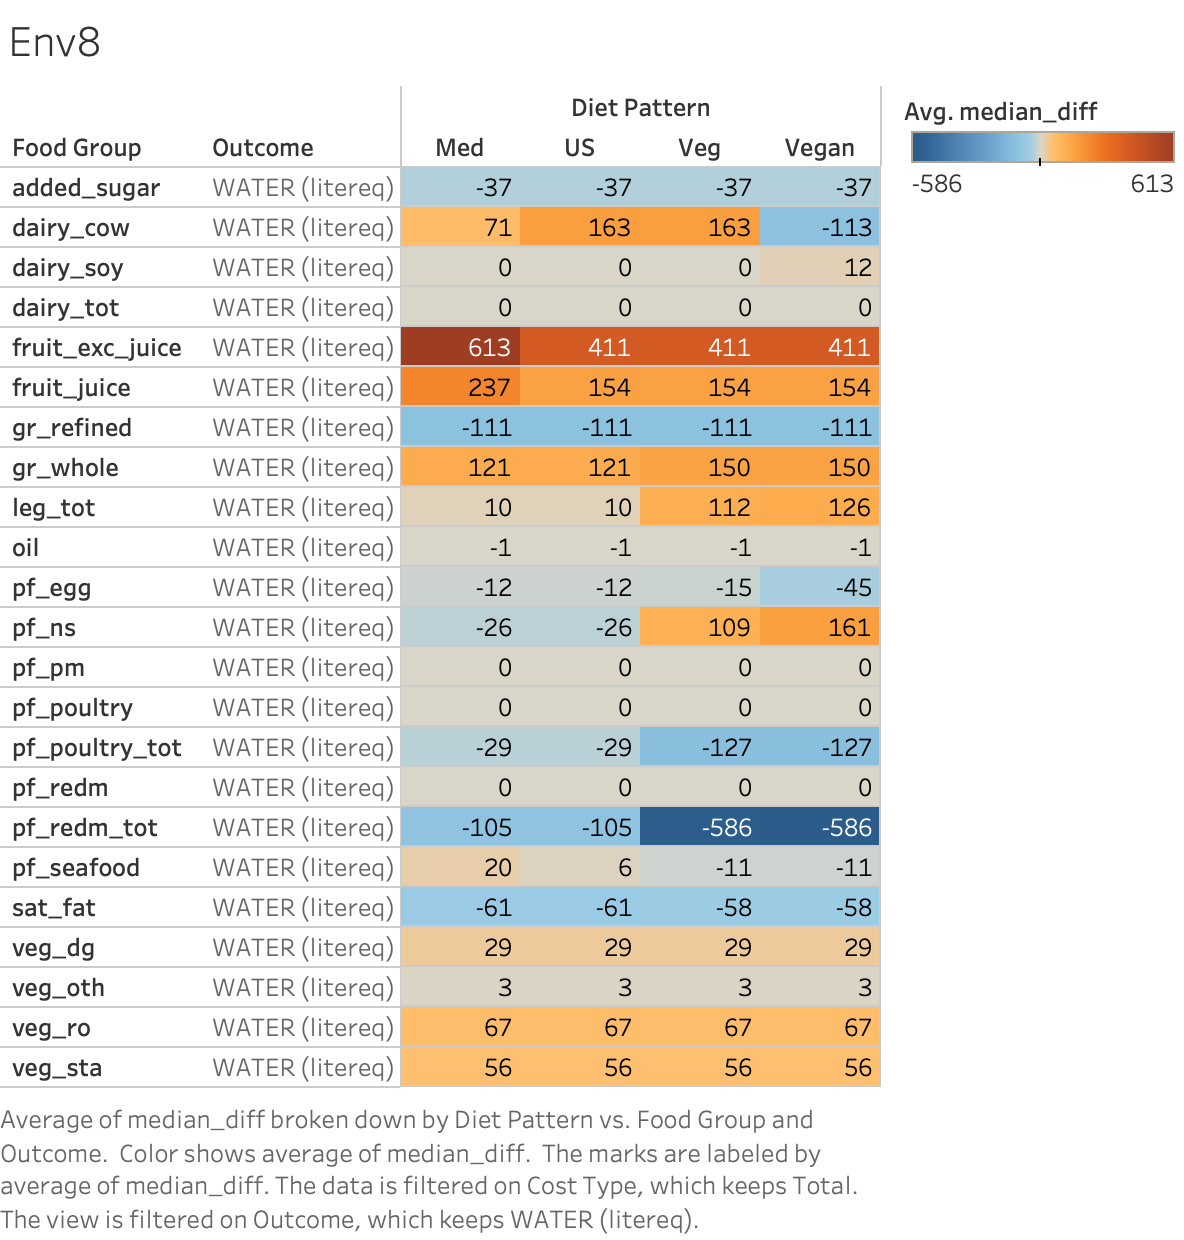 Env8
Diet Pattern
Food Group Outcome Med US Veg Vegan
added_sugar WATER (litereq) -37 -37 -37 -37
dairy_cow WATER (litereq) 71 163 163 -113
dairy_soy WATER (litereq) 0 0 0 12
dairy_tot WATER (litereq) 0 0 0 0
fruit_exc_juice WATER (litereq) 613 411 411 411
fruit_juice WATER (litereq) 237 154 154 154
gr_refined WATER (litereq) -111 -111 -111 -111
gr_whole WATER (litereq) 121 121 150 150
leg_tot WATER (litereq) 10 10 112 126
oil WATER (litereq) -1 -1 -1 -1
pf_egg WATER (litereq) -12 -12 -15 -45
pf_ns WATER (litereq) -26 -26 109 161
pf_pm WATER (litereq) 0 0 0 0
pf_poultry WATER (litereq) 0 0 0 0
pf_poultry_tot WATER (litereq) -29 -29 -127 -127
pf_redm WATER (litereq) 0 0 0 0
pf_redm_tot WATER (litereq) -105 -105 -586 -586
pf_seafood WATER (litereq) 20 6 -11 -11
sat_fat WATER (litereq) -61 -61 -58 -58
veg_dg WATER (litereq) 29 29 29 29
veg_oth WATER (litereq) 3 3 3 3
veg_ro WATER (litereq) 67 67 67 67
veg_sta WATER (litereq) 56 56 56 56
Avg. median_diff
-586 613
Average of median_diff broken down by Diet Pattern vs. Food Group and
Outcome.  Color shows average of median_diff.  The marks are labeled by
average of median_diff. The data is filtered on Cost Type, which keeps Total.
The view is filtered on Outcome, which keeps WATER (litereq).